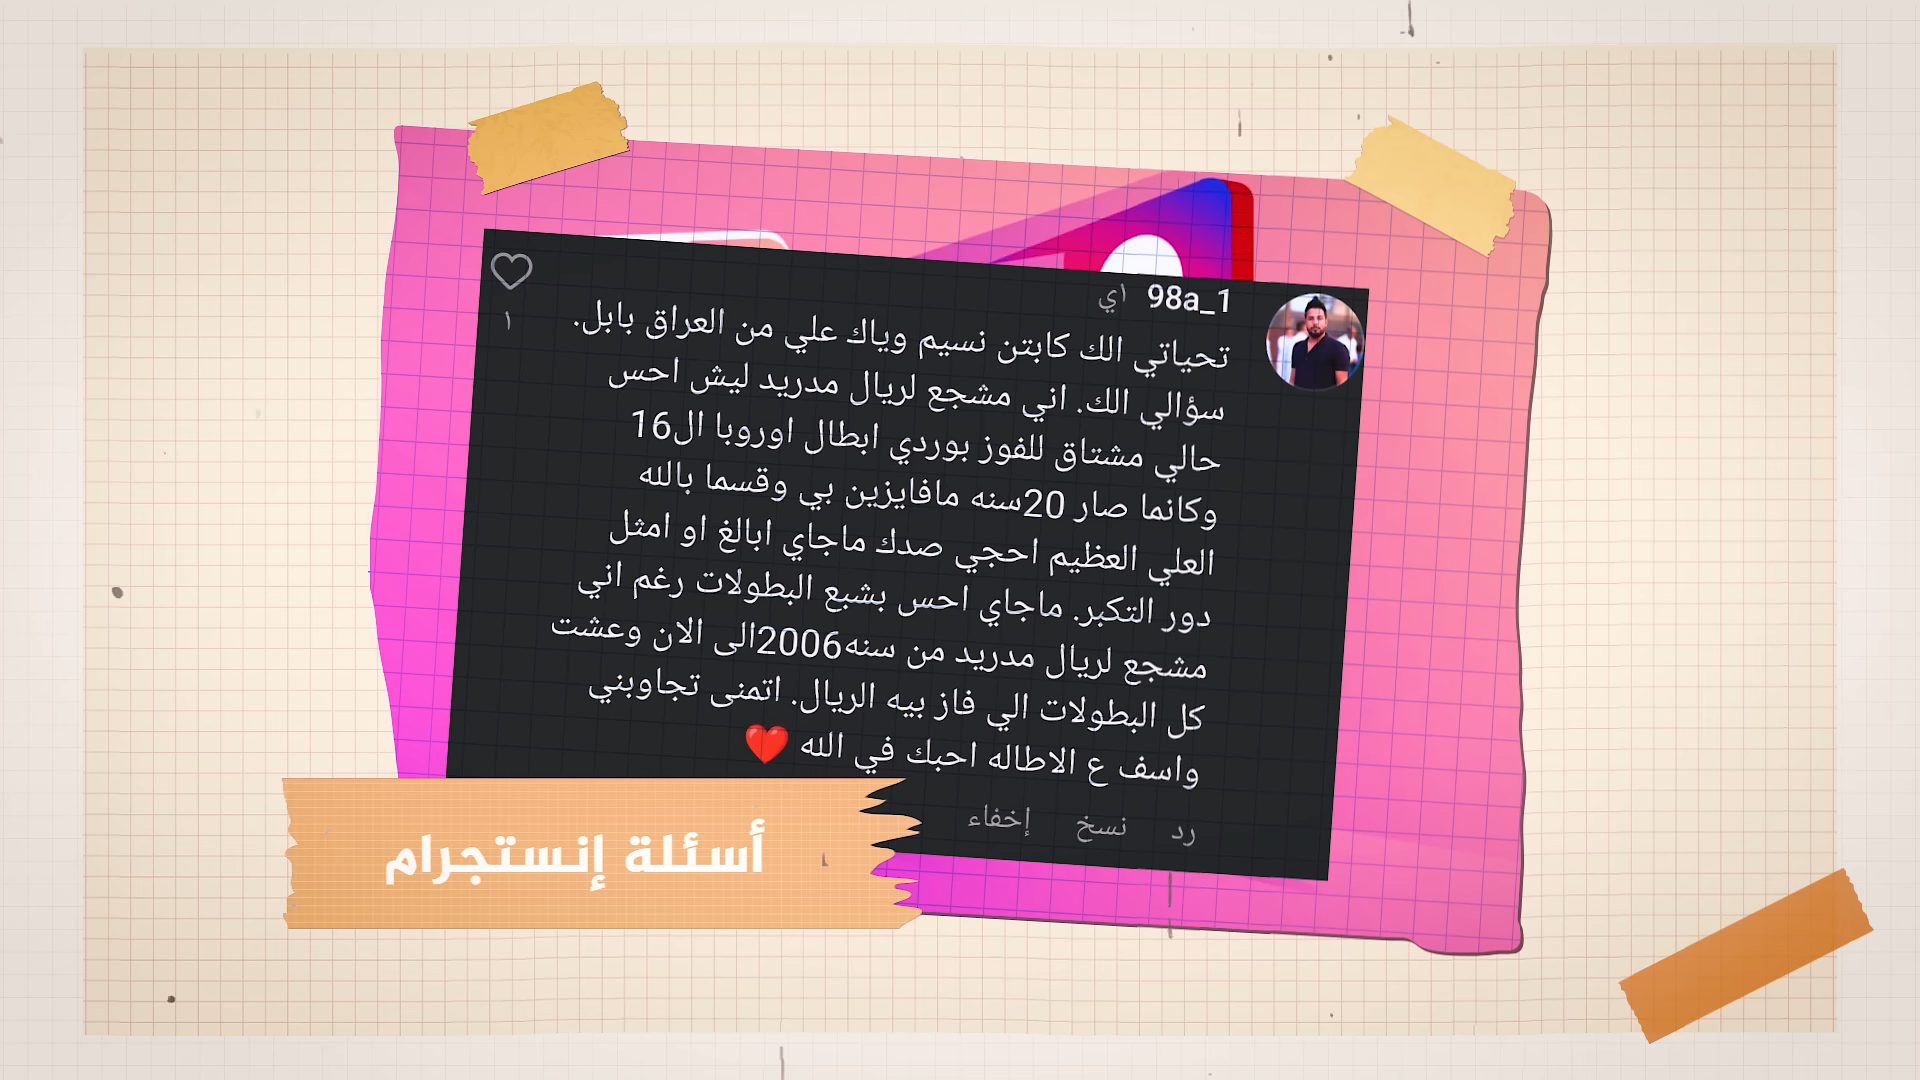 98a_1 ١ي
تحياتي الك كابتن نسيم وياك علي من العراق بابل.
سؤالي الك. اني مشجع لريال مدريد ليش احس
حالي مشتاق للفوز بوردي ابطال اوروبا ال16
وكانما صار 20سنه مافايزين بي وقسما بالله
العلي العظيم احجي صدك ماجاي ابالغ او امثل
دور التكبر. ماجاي احس بشبع البطولات رغم اني
مشجع لريال مدريد من سنه2006الى الان وعشت
كل البطولات الي فاز بيه الريال. اتمنى تجاوبني
واسف ع الاطاله احبك في الله ❤️
١
رد نسخ إخفاء
أسئلة إنستجرام